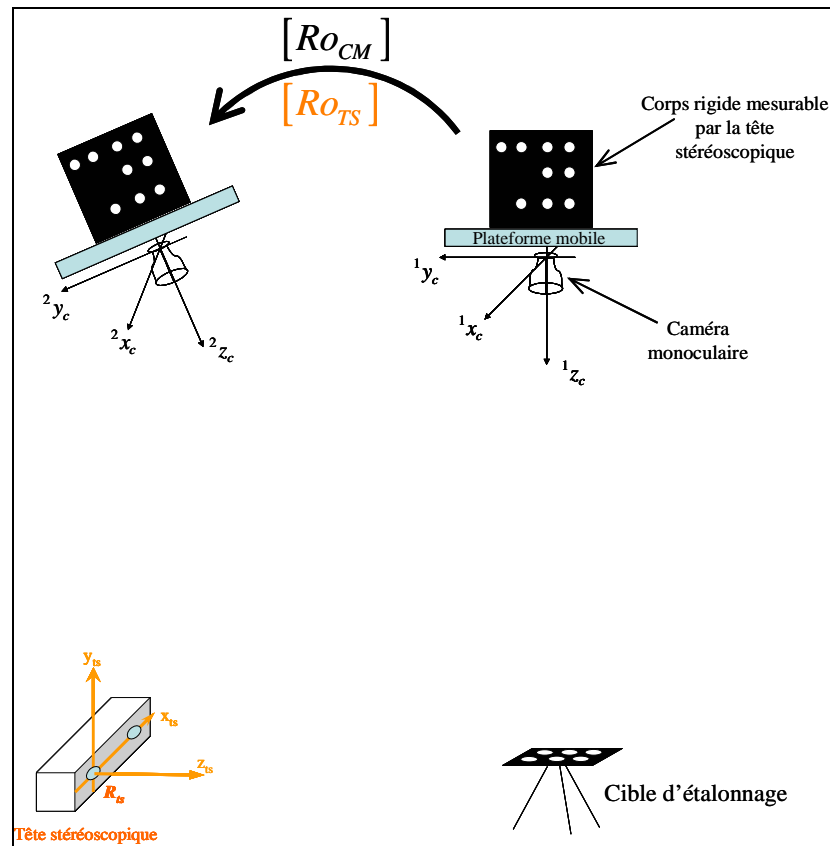 [Ro_CM]
[Ro_TS]
Corps rigide mesurable
par la tête
stéréoscopique
Plateforme mobile
¹y_c
¹x_c
¹z_c
Caméra
monoculaire
²y_c
²x_c
²z_c
y_ts
x_ts
z_ts
R_ts
Tête stéréoscopique
Cible d'étalonnage